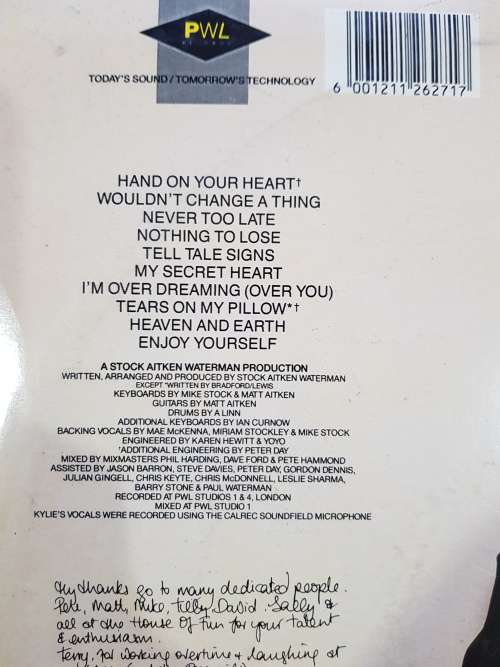 PWL
RECORDS
TODAY'S SOUND / TOMORROW'S TECHNOLOGY
6 001211 262717
HAND ON YOUR HEART†
WOULDN'T CHANGE A THING
NEVER TOO LATE
NOTHING TO LOSE
TELL TALE SIGNS
MY SECRET HEART
I'M OVER DREAMING (OVER YOU)
TEARS ON MY PILLOW*†
HEAVEN AND EARTH
ENJOY YOURSELF
A STOCK AITKEN WATERMAN PRODUCTION
WRITTEN, ARRANGED AND PRODUCED BY STOCK AITKEN WATERMAN
EXCEPT *WRITTEN BY BRADFORD/LEWIS
KEYBOARDS BY MIKE STOCK & MATT AITKEN
GUITARS BY MATT AITKEN
DRUMS BY A LINN
ADDITIONAL KEYBOARDS BY IAN CURNOW
BACKING VOCALS BY MAE McKENNA, MIRIAM STOCKLEY & MIKE STOCK
ENGINEERED BY KAREN HEWITT & YOYO
†ADDITIONAL ENGINEERING BY PETER DAY
MIXED BY MIXMASTERS PHIL HARDING, DAVE FORD & PETE HAMMOND
ASSISTED BY JASON BARRON, STEVE DAVIES, PETER DAY, GORDON DENNIS,
JULIAN GINGELL, CHRIS KEYTE, CHRIS McDONNELL, LESLIE SHARMA,
BARRY STONE & PAUL WATERMAN
RECORDED AT PWL STUDIOS 1 & 4, LONDON
MIXED AT PWL STUDIO 1
KYLIE'S VOCALS WERE RECORDED USING THE CALREC SOUNDFIELD MICROPHONE
My thanks go to many dedicated people.
Pete, Matt, Mike, Tilly, David. Sally &
all at the House of Fun for your talent
& enthusiasm.
Terry, for working overtime & laughing at